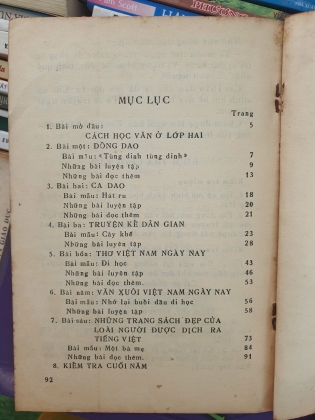 Scott
PHƯƠNG
GIÁO DỤC
MỤC LỤC
Trang
1. Bài mở đầu: 5
CÁCH HỌC VĂN Ở LỚP HAI
2. Bài một: ĐỒNG DAO
Bài mẫu: «Tùng dinh tùng dinh» 7
Những bài luyện tập 9
Những bài đọc thêm 13
3. Bài hai: CA DAO
Bài mẫu: Hát ru 18
Những bài luyện tập 20
Những bài đọc thêm 21
4. Bài ba: TRUYỆN KỂ DÂN GIAN
Bài mẫu: Cây khế 23
Những bài luyện tập 28
5. Bài bốn: THƠ VIỆT NAM NGÀY NAY
Bài mẫu: Đi học 43
Những bài luyện tập 46
Những bài đọc thêm. 53
6. Bài năm: VĂN XUÔI VIỆT NAM NGÀY NAY
Bài mẫu: Nhớ lại buổi đầu đi học 56
Những bài luyện tập 58
7. Bài sáu: NHỮNG TRANG SÁCH ĐẸP CỦA
LOÀI NGƯỜI ĐƯỢC DỊCH RA
TIẾNG VIỆT 73
Bài mẫu: Một bà mẹ 84
Những bài đọc thêm. 91
8. KIỂM TRA CUỐI NĂM
92